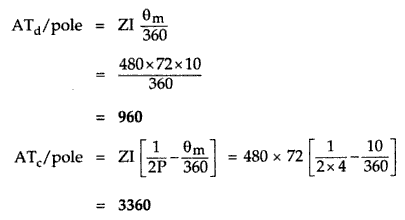 AT_d/pole = ZI θ_m/360
= 480×72×10/360
= 960
AT_c/pole = ZI [1/2P - θ_m/360] = 480 × 72 [1/2×4 - 10/360]
= 3360